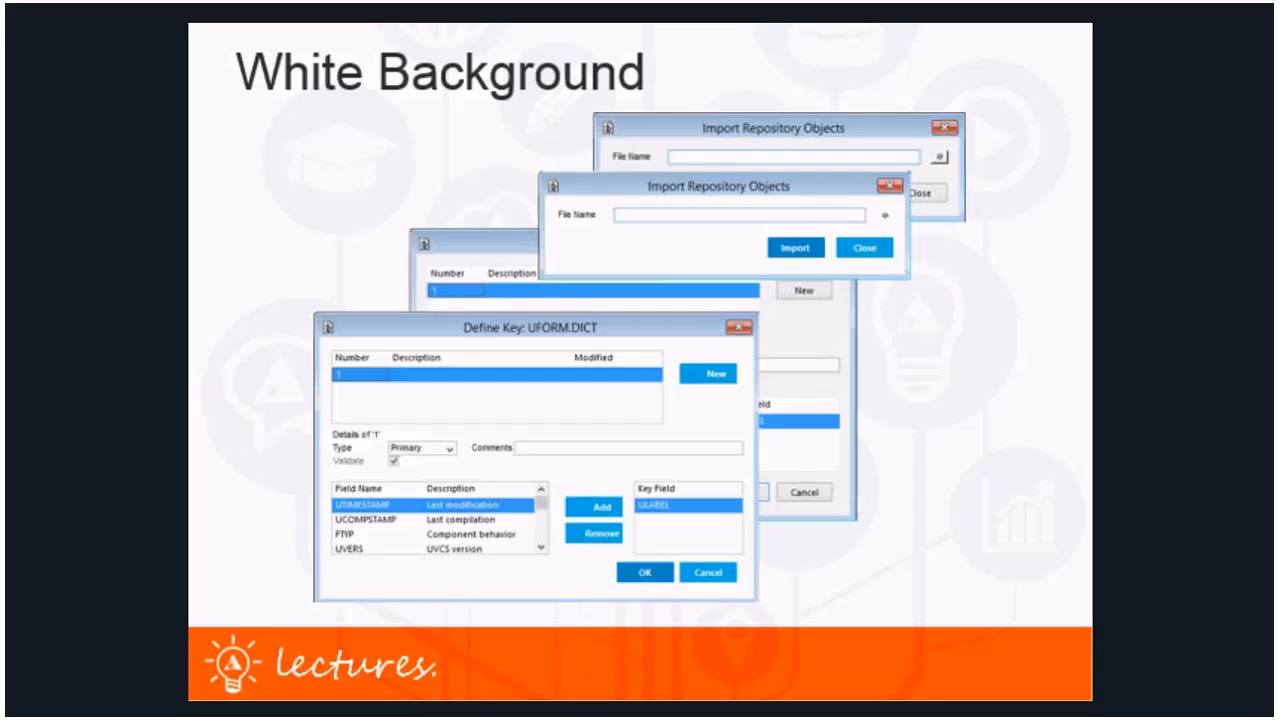 White Background
Import Repository Objects
File Name
Close
Import Repository Objects
File Name
Import Close
Number Description
1
New
eld
Cancel
Define Key: UFORM.DICT
Number Description Modified
1
New
Details of '1'
Type Primary Comments
Validate
Field Name Description
UTIMESTAMP Last modification
UCOMPSTAMP Last compilation
FTYP Component behavior
UVERS UVCS version
Add
Remove
Key Field
ULABEL
OK Cancel
lectures.